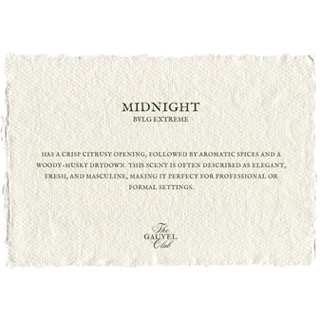 MIDNIGHT
BVLG EXTREME
HAS A CRISP CITRUSY OPENING, FOLLOWED BY AROMATIC SPICES AND A
WOODY-MUSKY DRYDOWN. THIS SCENT IS OFTEN DESCRIBED AS ELEGANT,
FRESH, AND MASCULINE, MAKING IT PERFECT FOR PROFESSIONAL OR
FORMAL SETTINGS.
The
GAUVEL
Club